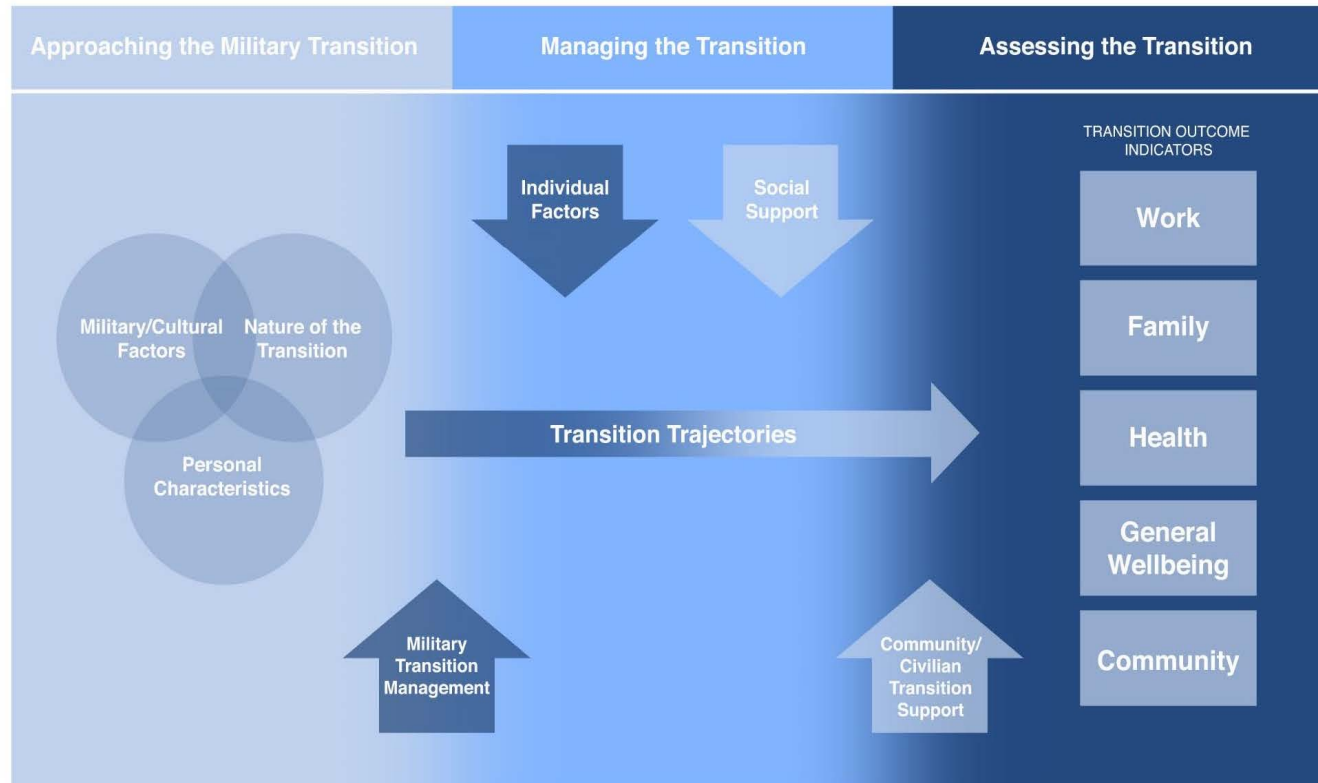 Approaching the Military Transition
Managing the Transition
Assessing the Transition
TRANSITION OUTCOME
INDICATORS
Individual
Factors
Social
Support
Work
Military/Cultural
Factors
Nature of the
Transition
Family
Transition Trajectories
Health
Personal
Characteristics
General
Wellbeing
Military
Transition
Management
Community/
Civilian
Transition
Support
Community